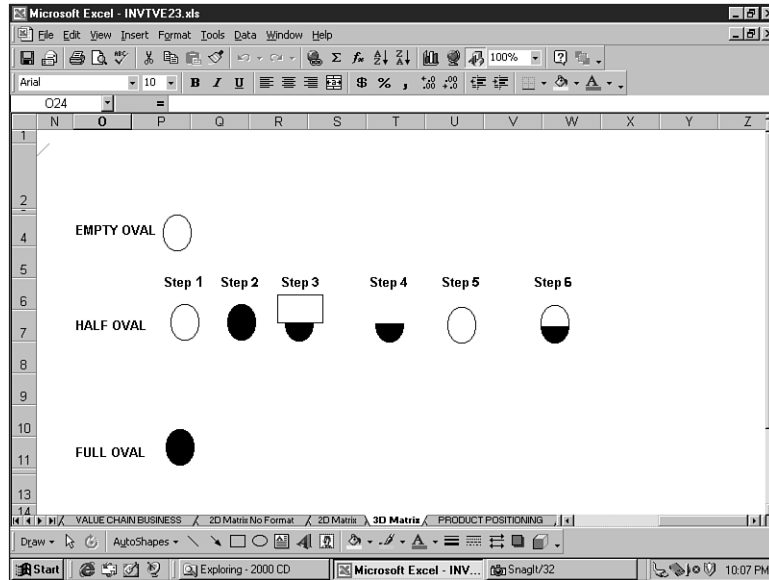 Microsoft Excel - INVTVE23.xls
File Edit View Insert Format Tools Data Window Help
100%
Arial 10 B I U $ % ,
O24 =
N O P Q R S T U V W X Y Z
1
2
4
EMPTY OVAL
5
Step 1 Step 2 Step 3 Step 4 Step 5 Step 6
6
HALF OVAL
7
8
9
10
FULL OVAL
11
13
14
VALUE CHAIN BUSINESS 2D Matrix No Format 2D Matrix 3D Matrix PRODUCT POSITIONING
Draw AutoShapes
Start Exploring - 2000 CD Microsoft Excel - INV... SnagIt/32 10:07 PM